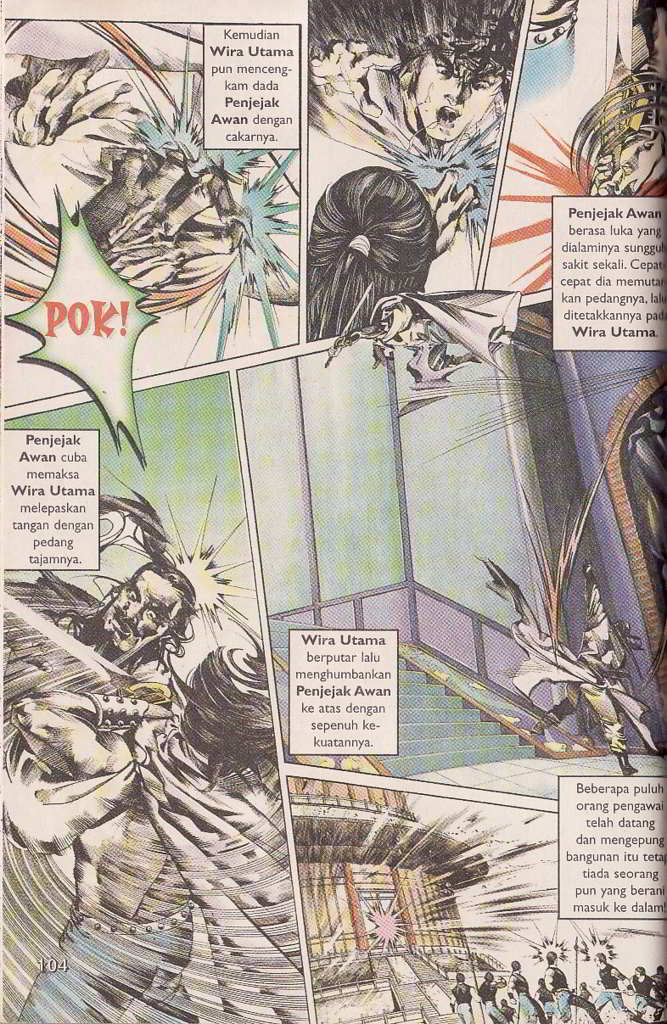 Kemudian
Wira Utama
pun menceng-
kam dada
Penjejak
Awan dengan
cakarnya.
Penjejak Awan
berasa luka yang
dialaminya sunggu
sakit sekali. Cepat-
cepat dia memutar-
kan pedangnya, lalu
ditetakkannya pada
Wira Utama.
POK!
Penjejak
Awan cuba
memaksa
Wira Utama
melepaskan
tangan dengan
pedang
tajamnya.
Wira Utama
berputar lalu
menghumbankan
Penjejak Awan
ke atas dengan
sepenuh ke-
kuatannya.
Beberapa puluh
orang pengawal
telah datang
dan mengepung
bangunan itu tetapi
tiada seorang
pun yang berani
masuk ke dalam!
104